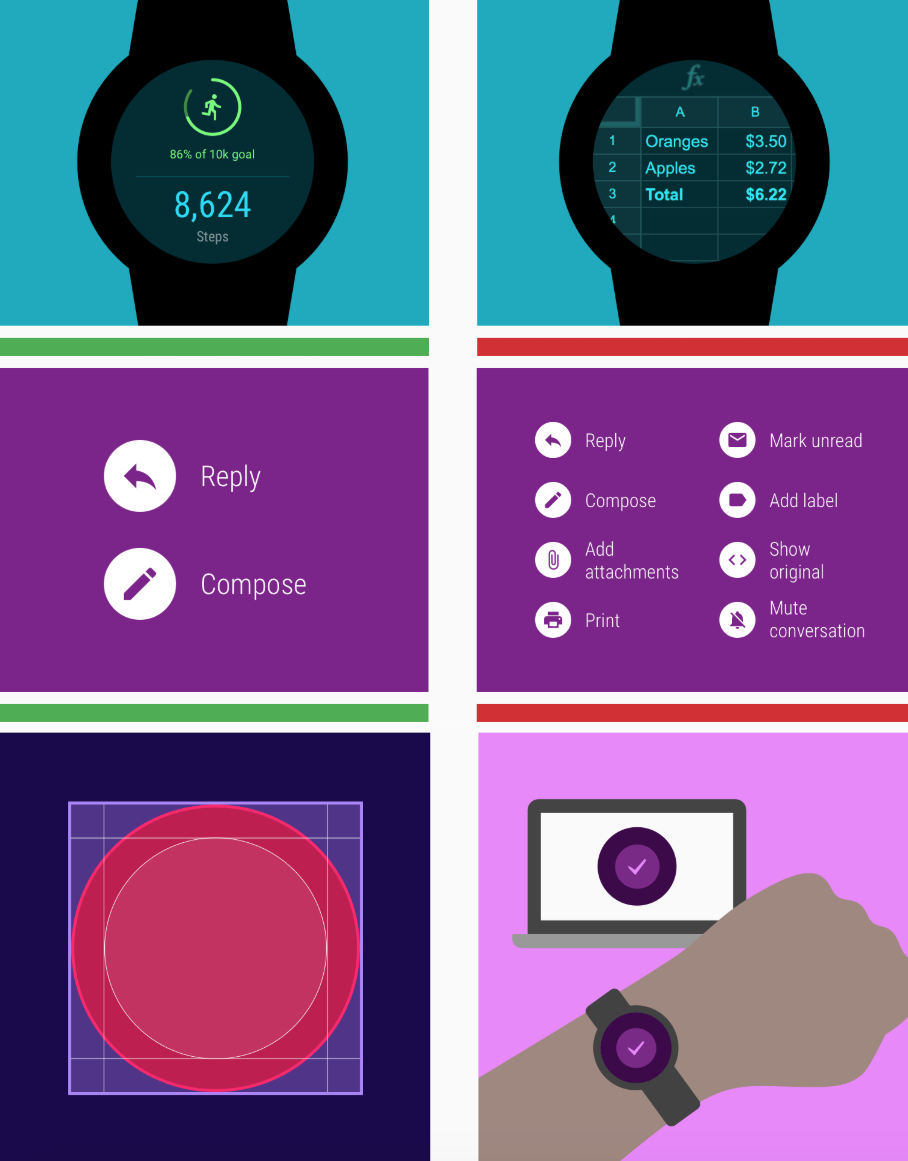 86% of 10k goal
8,624
Steps
fx
A B
1 Oranges $3.50
2 Apples $2.72
3 Total $6.22
4
Reply
Compose
Reply
Mark unread
Compose
Add label
Add
attachments
Show
original
Print
Mute
conversation